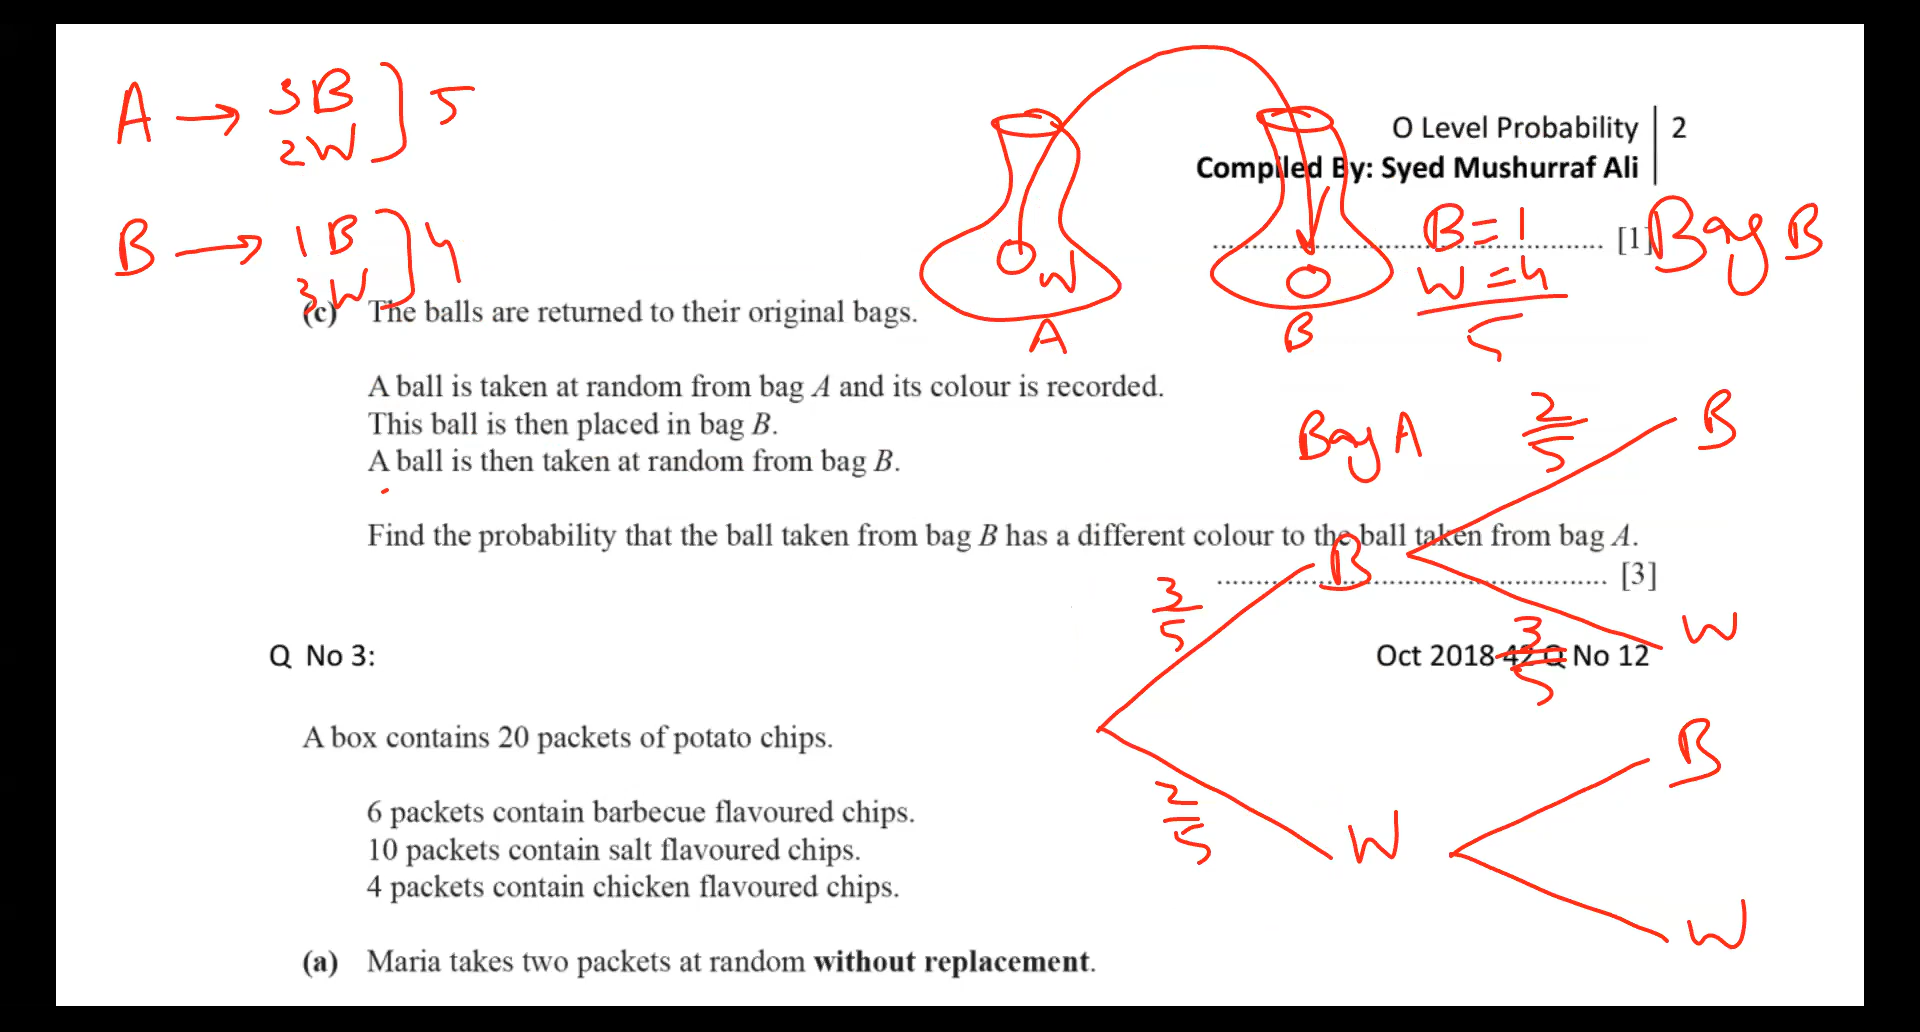 A → 3B ] 5
2W
B → 1B ] 4
3W
O Level Probability | 2
Compiled By: Syed Mushurraf Ali
B = 1
W = 4
5
[1]
Bag B
A
B
(c) The balls are returned to their original bags.
A ball is taken at random from bag A and its colour is recorded.
This ball is then placed in bag B.
A ball is then taken at random from bag B.
Find the probability that the ball taken from bag B has a different colour to the ball taken from bag A.
[3]
W
Bag A
2/5 B
3/5 B
3/5 W
2/5 W
B
W
Q No 3:
Oct 2018 42 Q No 12
A box contains 20 packets of potato chips.
6 packets contain barbecue flavoured chips.
10 packets contain salt flavoured chips.
4 packets contain chicken flavoured chips.
(a) Maria takes two packets at random without replacement.